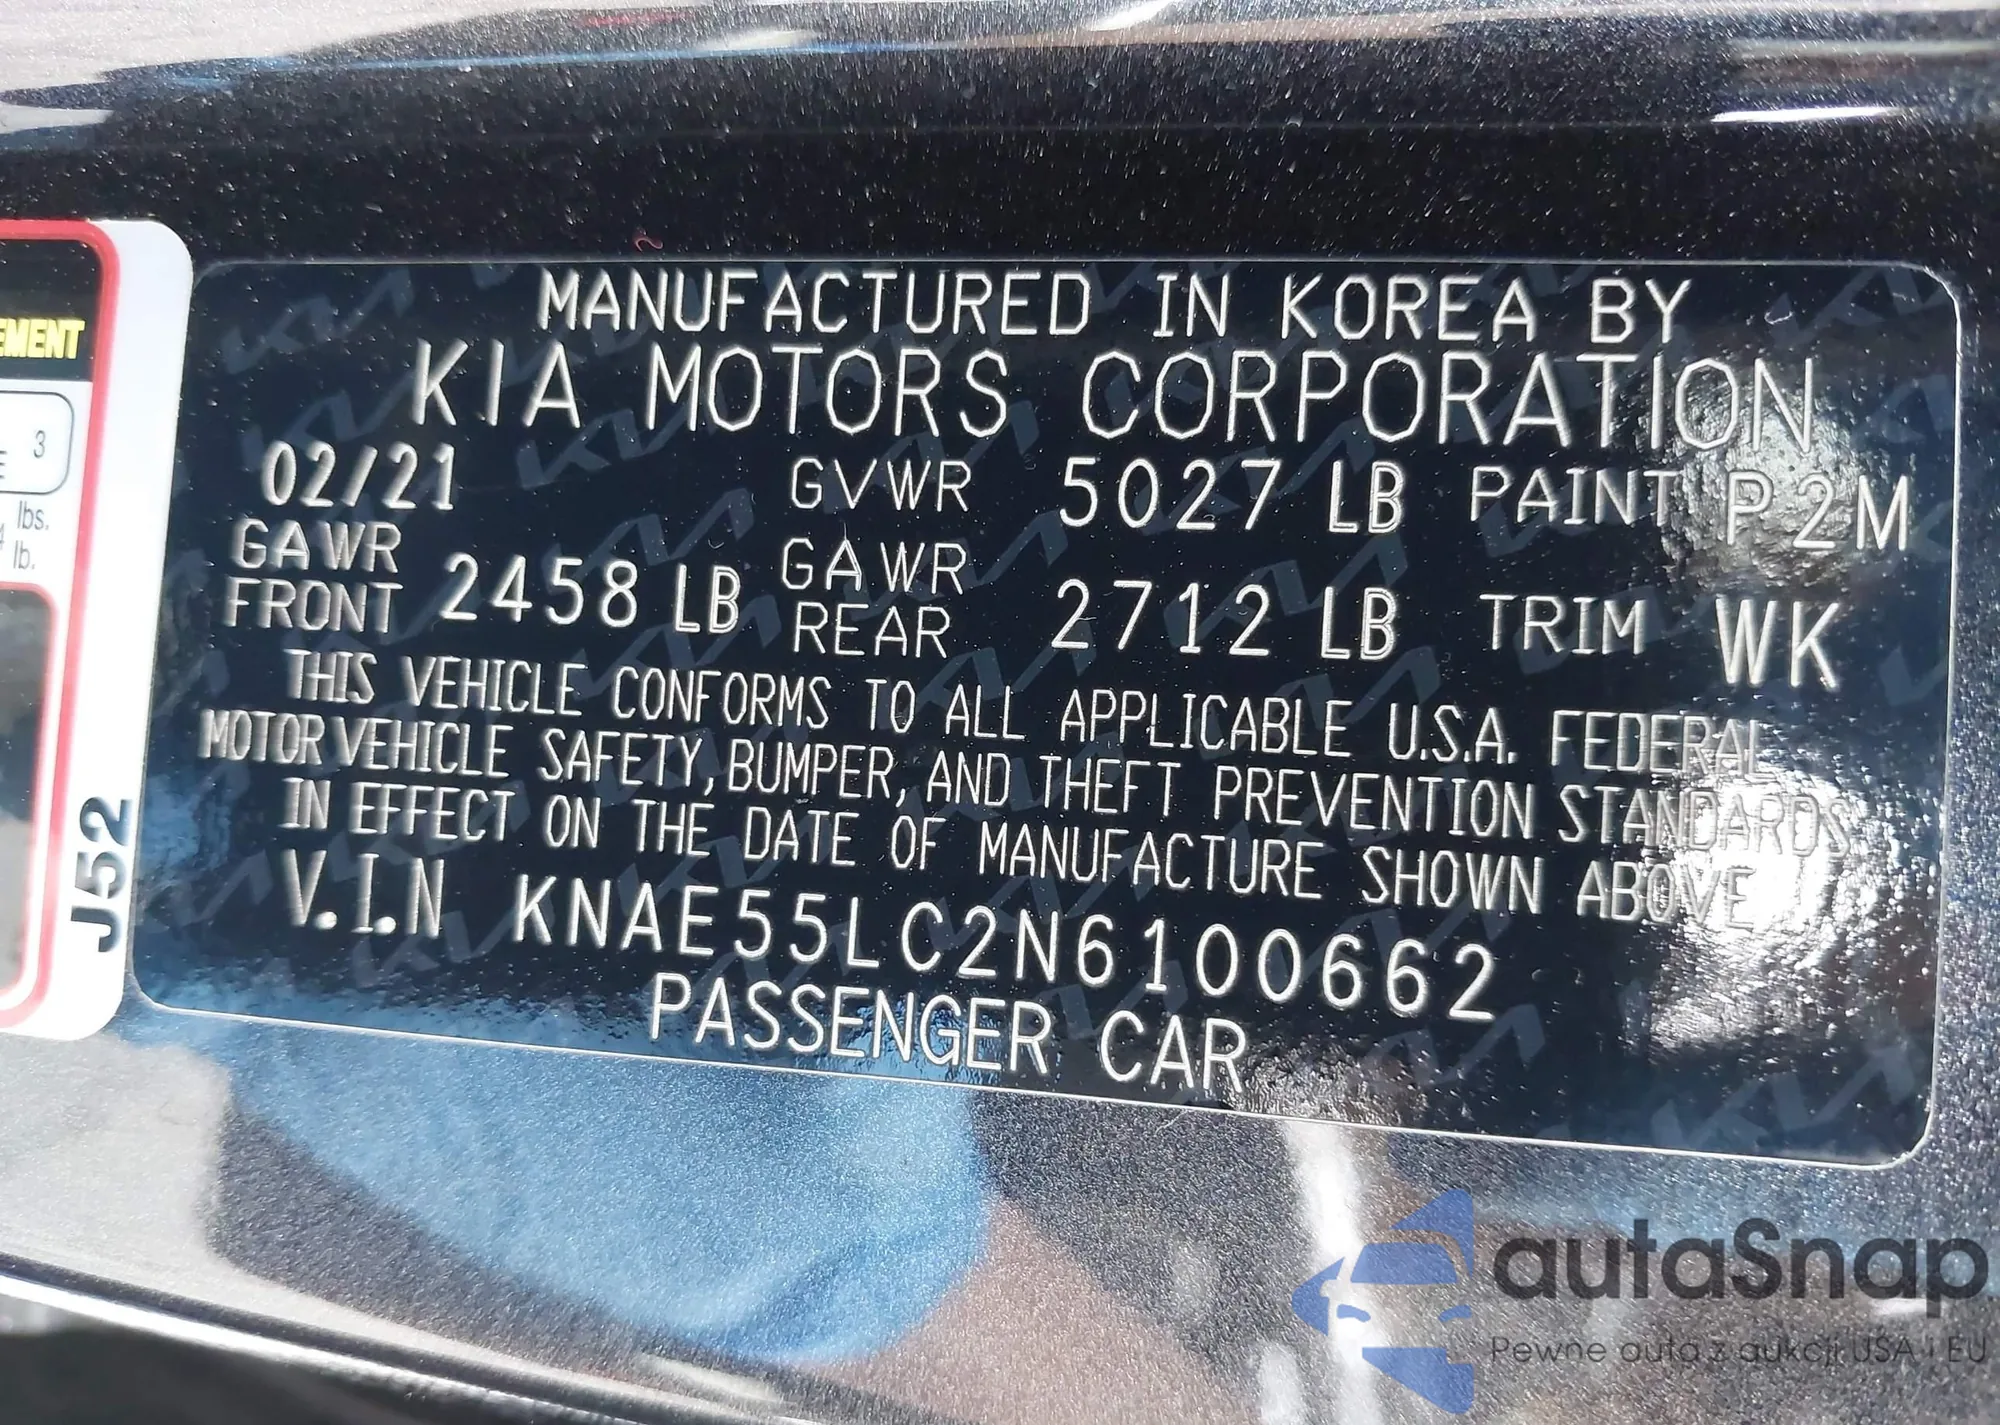 MANUFACTURED IN KOREA BY
KIA MOTORS CORPORATION
02/21 GVWR 5027 LB PAINT P2M
GAWR FRONT 2458 LB GAWR REAR 2712 LB TRIM WK
THIS VEHICLE CONFORMS TO ALL APPLICABLE U.S.A. FEDERAL
MOTOR VEHICLE SAFETY, BUMPER, AND THEFT PREVENTION STANDARDS
IN EFFECT ON THE DATE OF MANUFACTURE SHOWN ABOVE
V.I.N KNAE55LC2N6100662
PASSENGER CAR
EMENT
3
lbs.
lb.
J52
autaSnap
Pewne auta z aukcji USA i EU